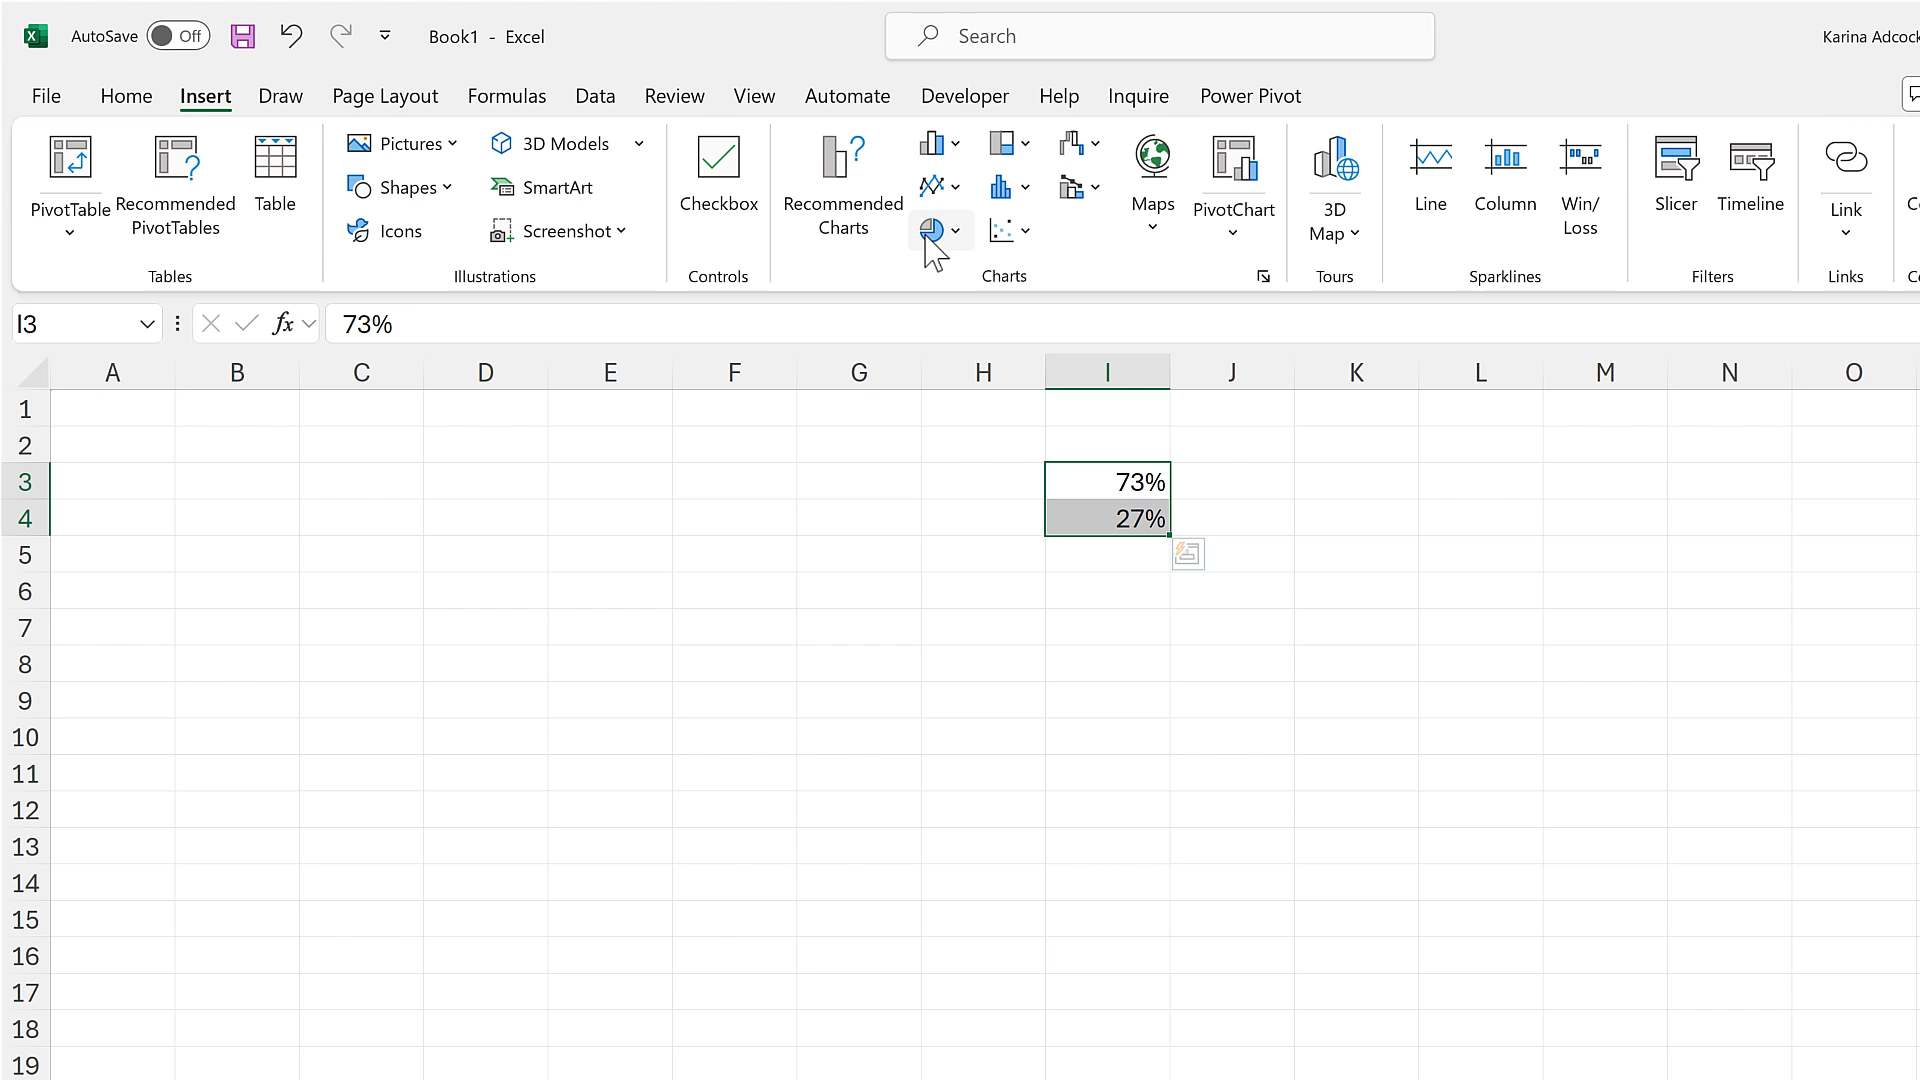 AutoSave Off Book1 - Excel Search Karina Adcock
File Home Insert Draw Page Layout Formulas Data Review View Automate Developer Help Inquire Power Pivot
PivotTable
Recommended
PivotTables
Table
Tables
Pictures
Shapes
Icons
3D Models
SmartArt
Screenshot
Illustrations
Checkbox
Controls
Recommended
Charts
Maps
PivotChart
Charts
3D
Map
Tours
Line
Column
Win/
Loss
Sparklines
Slicer
Timeline
Filters
Link
Links
I3 fx 73%
A B C D E F G H I J K L M N O
1
2
3 73%
4 27%
5
6
7
8
9
10
11
12
13
14
15
16
17
18
19